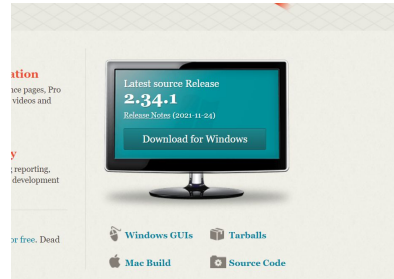 ation
nce pages, Pro
videos and
y
reporting,
development
or free. Dead
Latest source Release
2.34.1
Release Notes (2021-11-24)
Download for Windows
Windows GUIs
Tarballs
Mac Build
Source Code